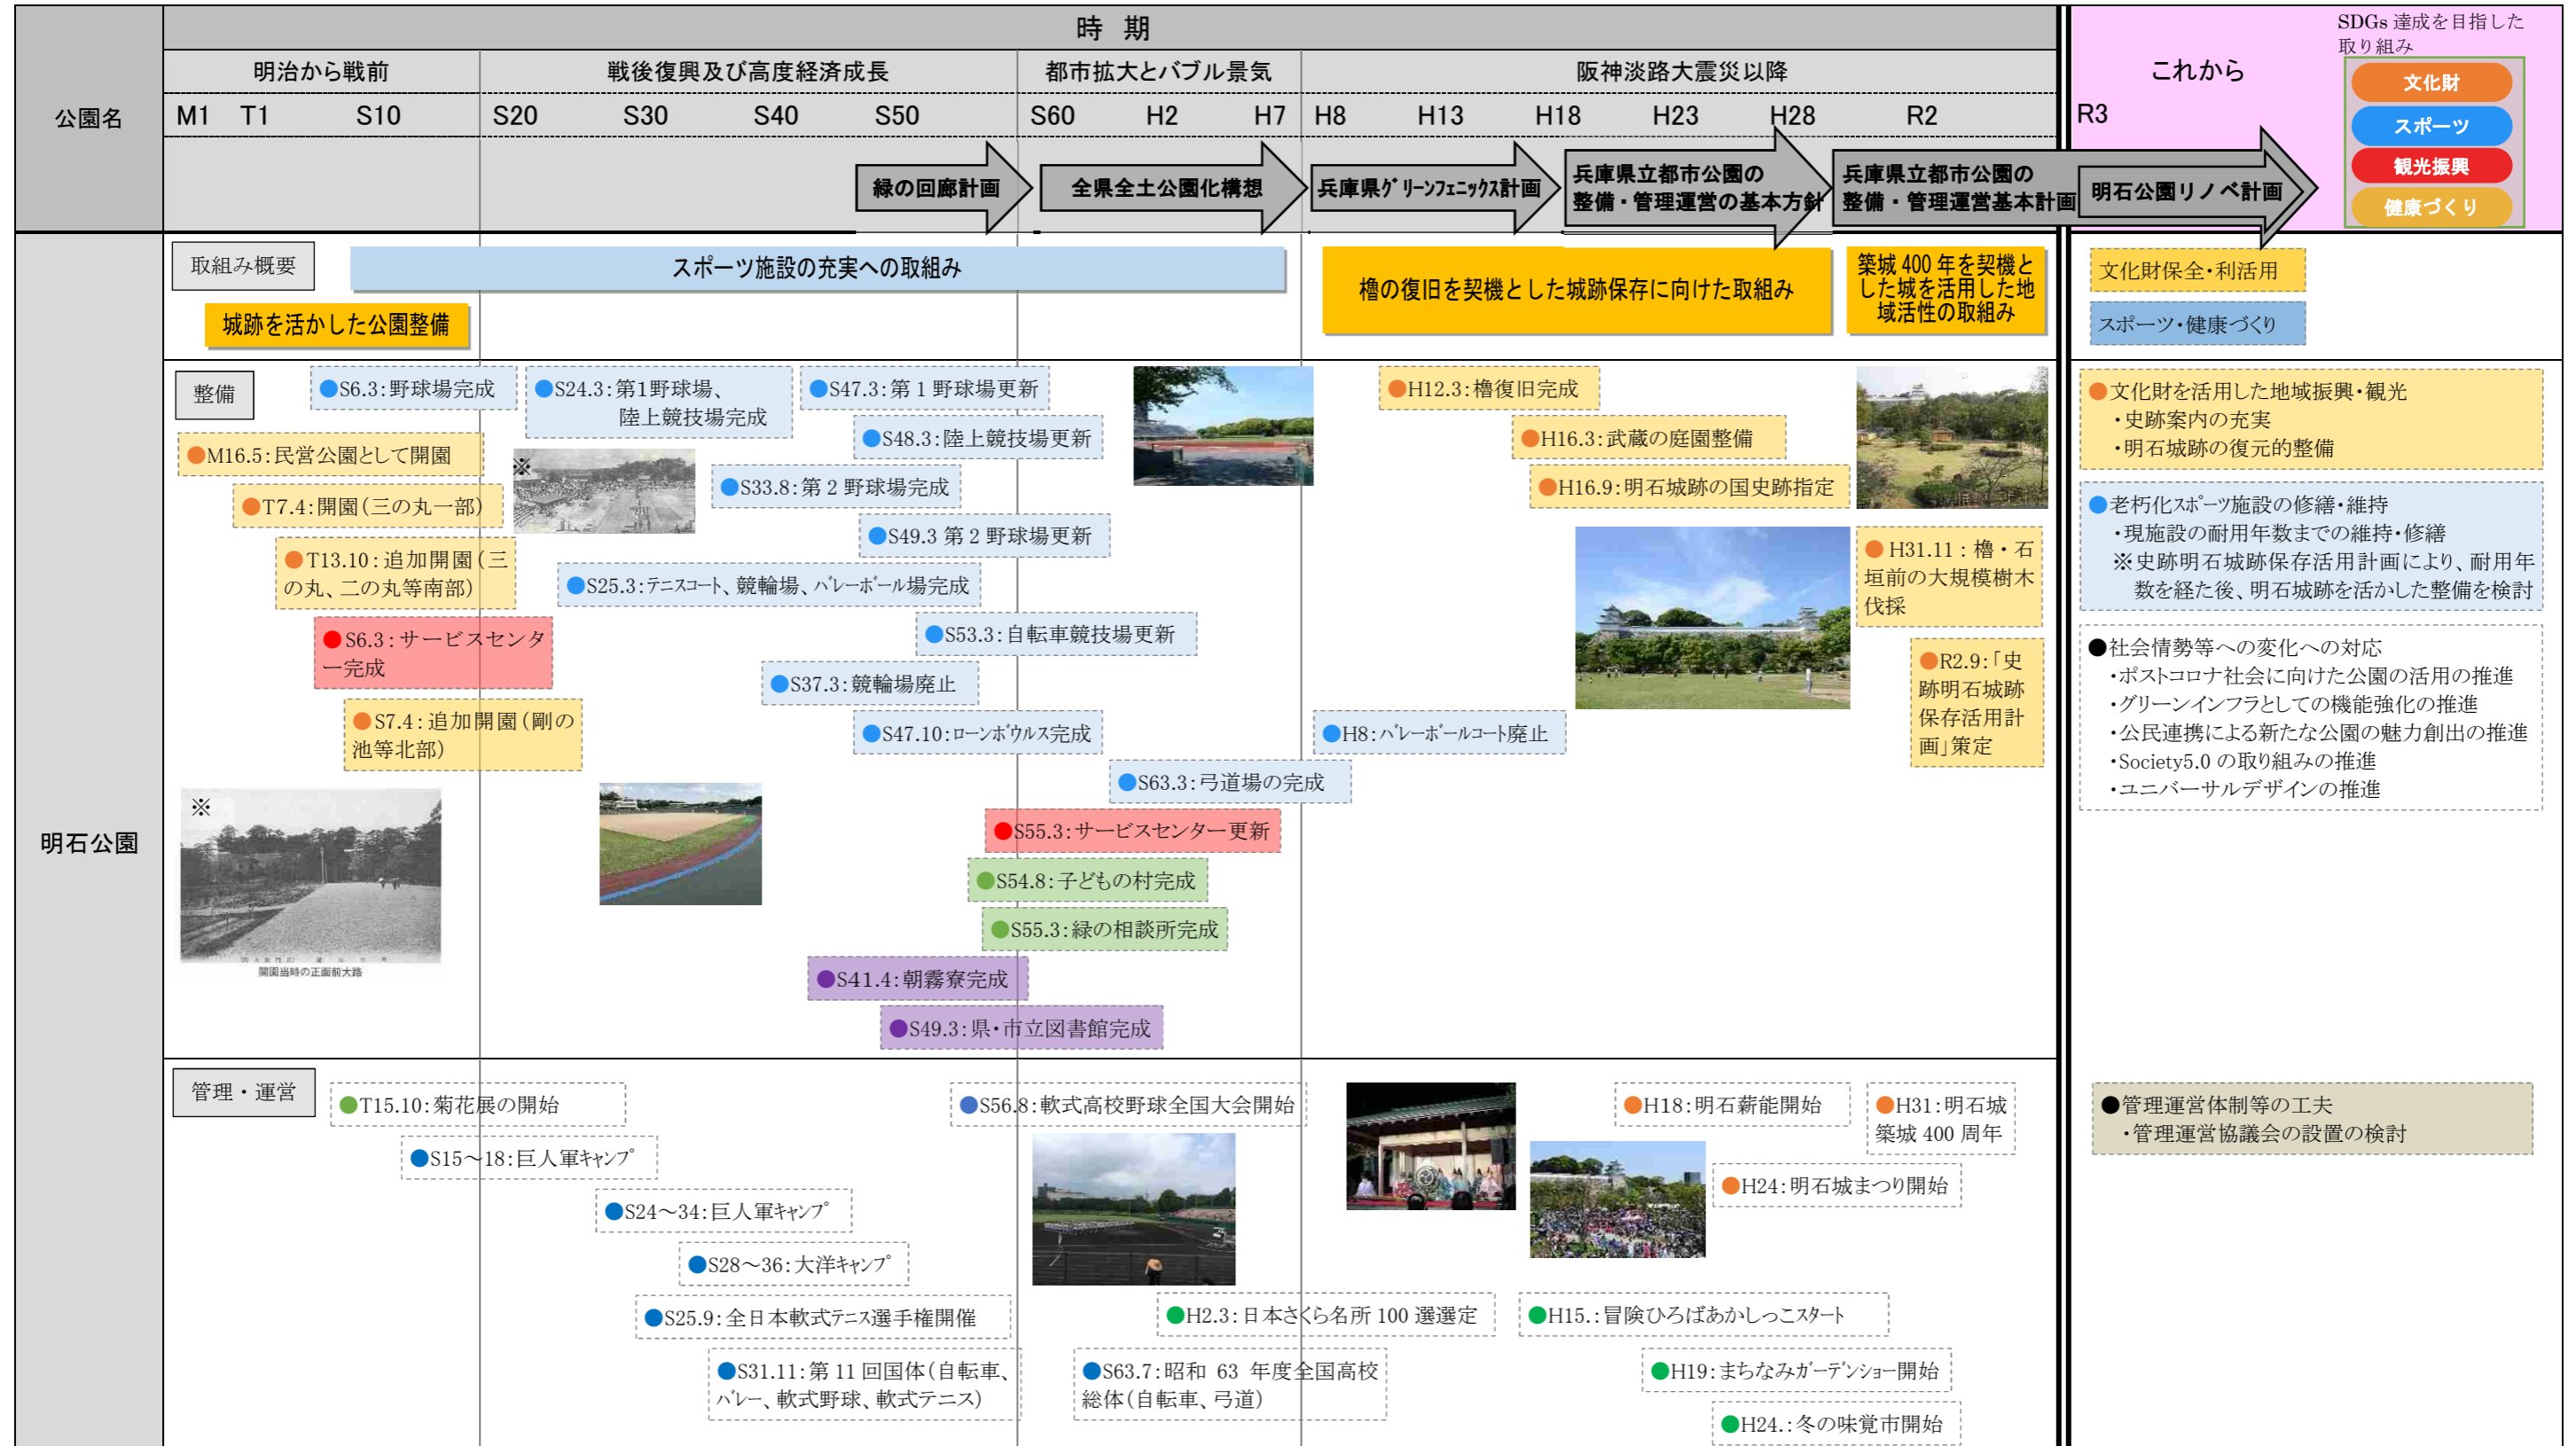 公園名
時 期
明治から戦前
戦後復興及び高度経済成長
都市拡大とバブル景気
阪神淡路大震災以降
M1 T1 S10 S20 S30 S40 S50 S60 H2 H7 H8 H13 H18 H23 H28 R2
これから
R3
SDGs 達成を目指した
取り組み
文化財
スポーツ
観光振興
健康づくり
緑の回廊計画
全県全土公園化構想
兵庫県グリーンフェニックス計画
兵庫県立都市公園の
整備・管理運営の基本方針
兵庫県立都市公園の
整備・管理運営基本計画
明石公園リノベ計画
明石公園
取組み概要
スポーツ施設の充実への取組み
城跡を活かした公園整備
櫓の復旧を契機とした城跡保存に向けた取組み
築城 400 年を契機と
した城を活用した地
域活性の取組み
文化財保全・利活用
スポーツ・健康づくり
整備
●S6.3：野球場完成
●S24.3：第1野球場、
陸上競技場完成
●S47.3：第 1 野球場更新
●S48.3：陸上競技場更新
●M16.5：民営公園として開園
※
●S33.8：第 2 野球場完成
●T7.4：開園（三の丸一部）
●S49.3 第 2 野球場更新
●T13.10：追加開園（三
の丸、二の丸等南部）
●S25.3：テニスコート、競輪場、バレーボール場完成
●S6.3：サービスセンタ
ー完成
●S53.3：自転車競技場更新
●S37.3：競輪場廃止
●S7.4：追加開園（剛の
池等北部）
●S47.10：ローンボウルス完成
●H8：バレーボールコート廃止
●S63.3：弓道場の完成
●S55.3：サービスセンター更新
●S54.8：子どもの村完成
●S55.3：緑の相談所完成
●S41.4：朝霧寮完成
●S49.3：県・市立図書館完成
※
開園当時の正面前大路
●H12.3：櫓復旧完成
●H16.3：武蔵の庭園整備
●H16.9：明石城跡の国史跡指定
●H31.11：櫓・石
垣前の大規模樹木
伐採
●R2.9：「史
跡明石城跡
保存活用計
画」策定
●文化財を活用した地域振興・観光
・史跡案内の充実
・明石城跡の復元的整備
●老朽化スポーツ施設の修繕・維持
・現施設の耐用年数までの維持・修繕
※史跡明石城跡保存活用計画により、耐用年
数を経た後、明石城跡を活かした整備を検討
●社会情勢等への変化への対応
・ポストコロナ社会に向けた公園の活用の推進
・グリーンインフラとしての機能強化の推進
・公民連携による新たな公園の魅力創出の推進
・Society5.0 の取り組みの推進
・ユニバーサルデザインの推進
管理・運営
●T15.10：菊花展の開始
●S15～18：巨人軍キャンプ
●S24～34：巨人軍キャンプ
●S28～36：大洋キャンプ
●S25.9：全日本軟式テニス選手権開催
●S31.11：第 11 回国体（自転車、
バレー、軟式野球、軟式テニス）
●S56.8：軟式高校野球全国大会開始
●H2.3：日本さくら名所 100 選選定
●S63.7：昭和 63 年度全国高校
総体（自転車、弓道）
●H18：明石薪能開始
●H31：明石城
築城 400 周年
●H24：明石城まつり開始
●H15.：冒険ひろばあかしっこスタート
●H19：まちなみガーデンショー開始
●H24.：冬の味覚市開始
●管理運営体制等の工夫
・管理運営協議会の設置の検討